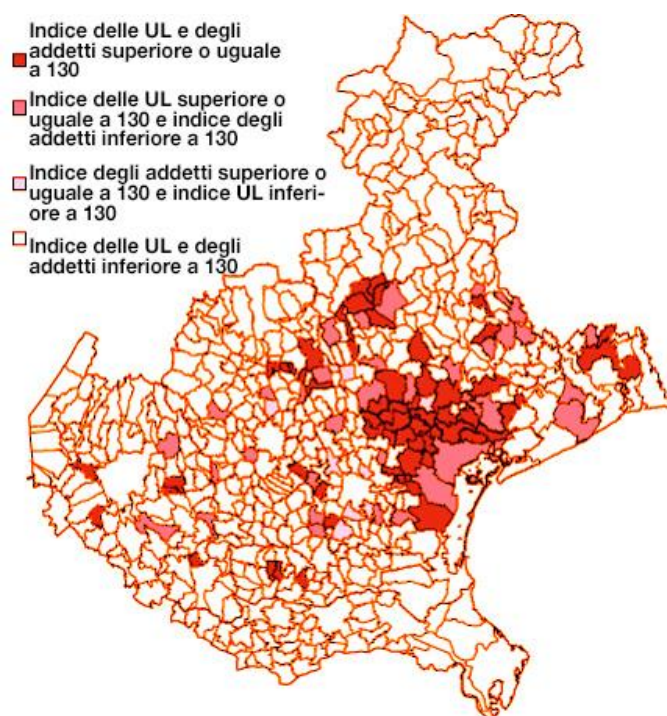 Indice delle UL e degli
addetti superiore o uguale
a 130
Indice delle UL superiore o
uguale a 130 e indice degli
addetti inferiore a 130
Indice degli addetti superiore o
uguale a 130 e indice UL inferi-
ore a 130
Indice delle UL e degli
addetti inferiore a 130